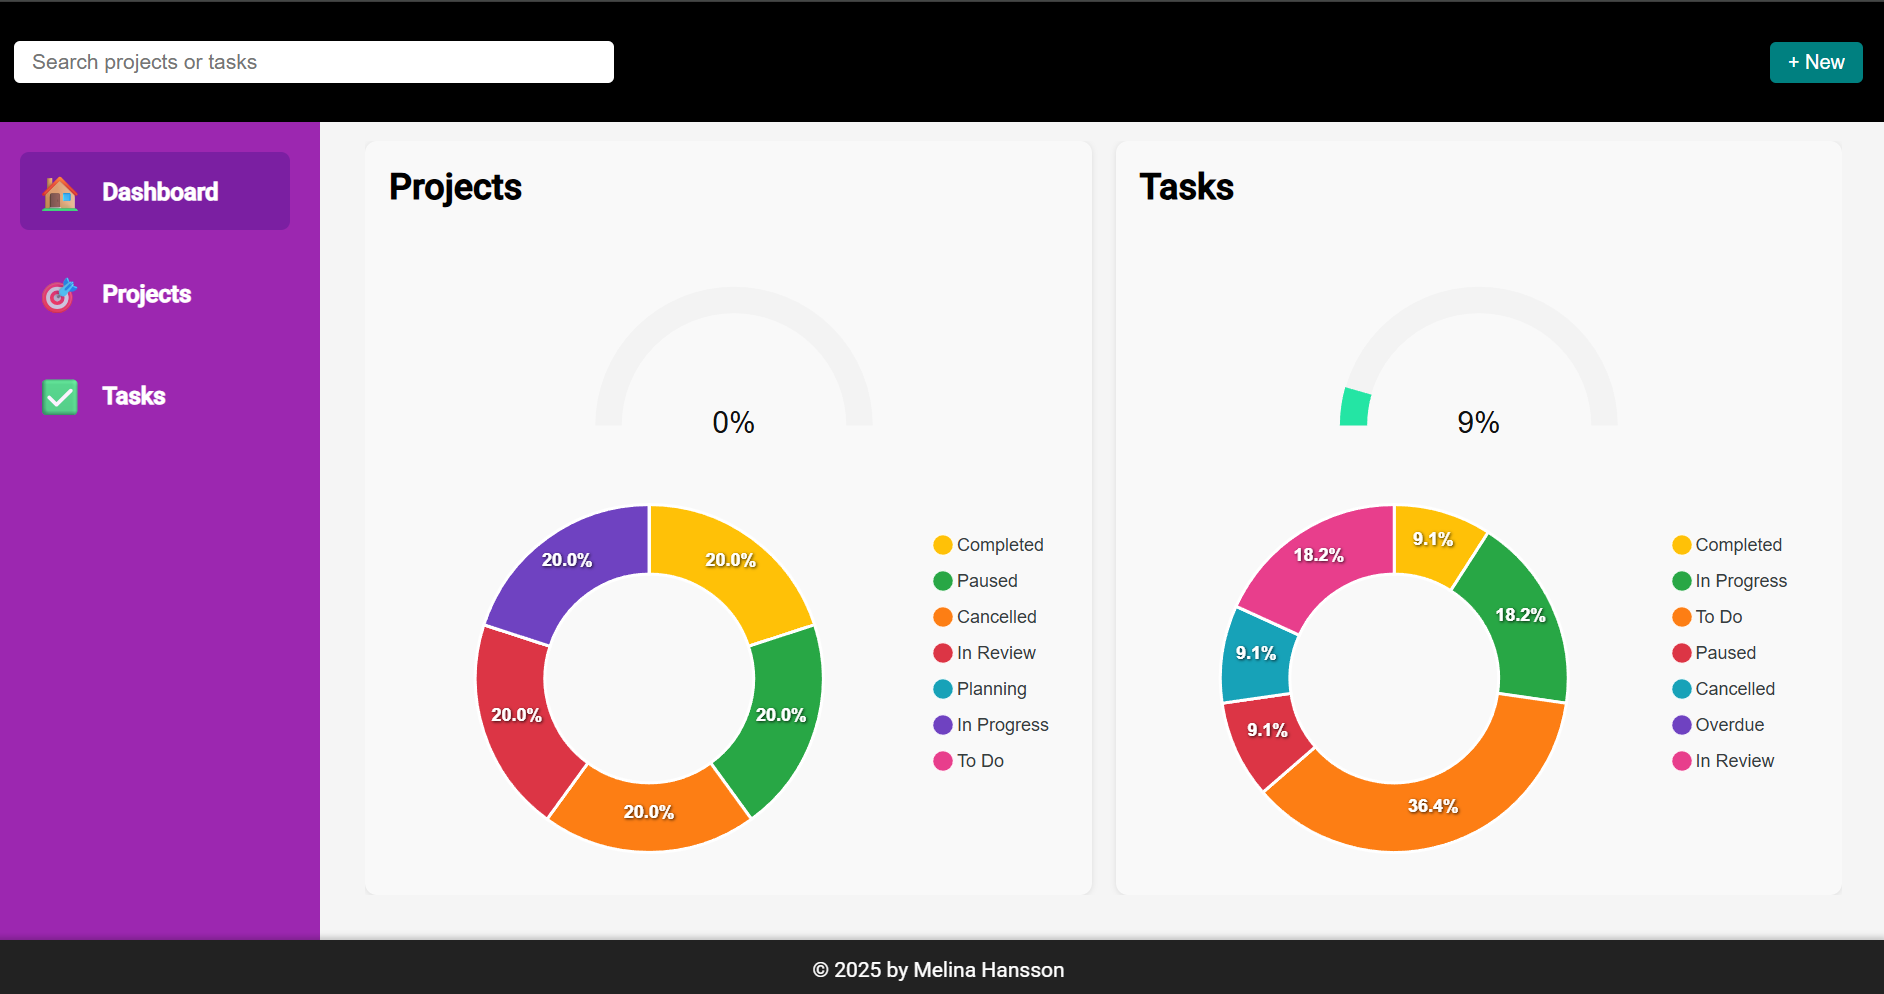 Search projects or tasks
+ New
Dashboard
Projects
Tasks
Projects
0%
20.0%
20.0%
20.0%
20.0%
20.0%
Completed
Paused
Cancelled
In Review
Planning
In Progress
To Do
Tasks
9%
9.1%
18.2%
36.4%
9.1%
9.1%
18.2%
Completed
In Progress
To Do
Paused
Cancelled
Overdue
In Review
© 2025 by Melina Hansson